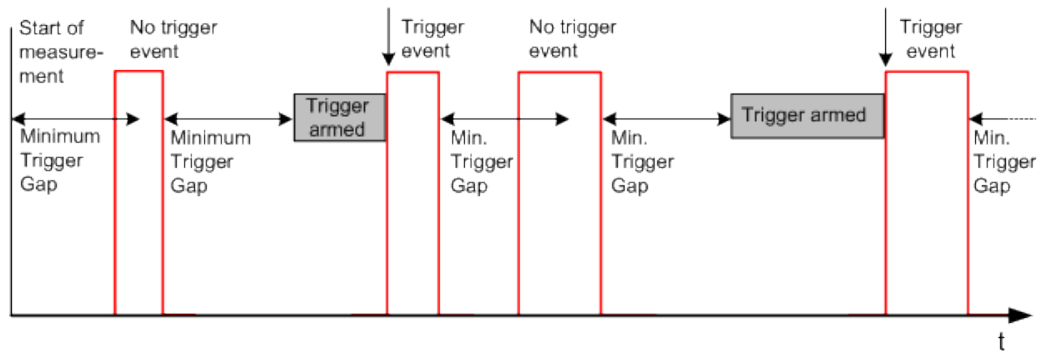 Start of
measure-
ment
No trigger
event
Trigger
event
No trigger
event
Trigger
event
Trigger
armed
Trigger armed
Minimum
Trigger
Gap
Minimum
Trigger
Gap
Min.
Trigger
Gap
Min.
Trigger
Gap
Min.
Trigger
Gap
t